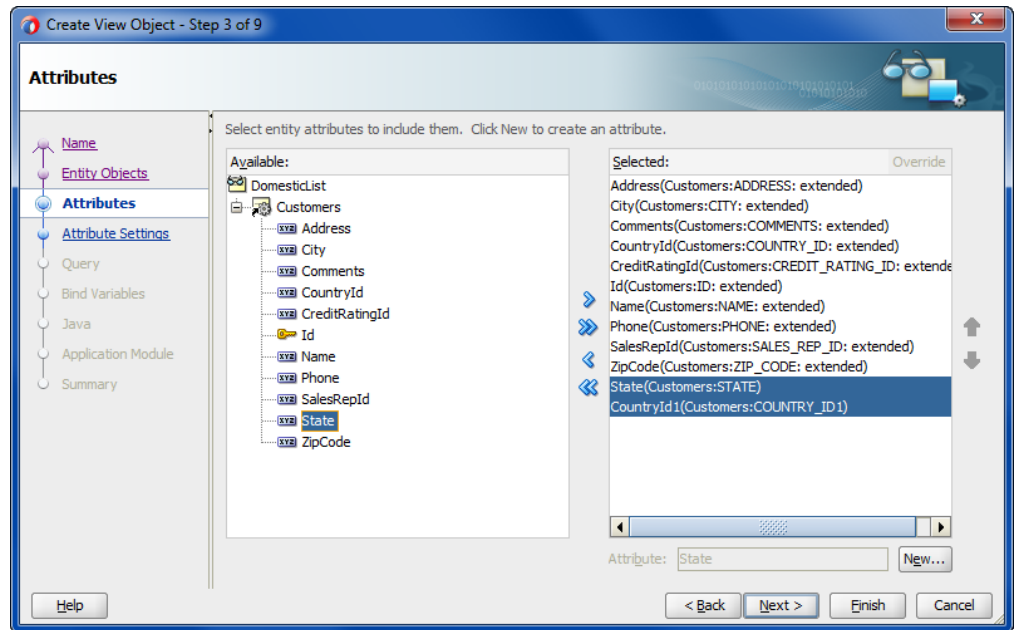 Create View Object - Step 3 of 9
Attributes
Name
Entity Objects
Attributes
Attribute Settings
Query
Bind Variables
Java
Application Module
Summary
Select entity attributes to include them. Click New to create an attribute.
Available:
DomesticList
Customers
Address
City
Comments
CountryId
CreditRatingId
Id
Name
Phone
SalesRepId
State
ZipCode
Selected: Override
Address(Customers:ADDRESS: extended)
City(Customers:CITY: extended)
Comments(Customers:COMMENTS: extended)
CountryId(Customers:COUNTRY_ID: extended)
CreditRatingId(Customers:CREDIT_RATING_ID: extende
Id(Customers:ID: extended)
Name(Customers:NAME: extended)
Phone(Customers:PHONE: extended)
SalesRepId(Customers:SALES_REP_ID: extended)
ZipCode(Customers:ZIP_CODE: extended)
State(Customers:STATE)
CountryId1(Customers:COUNTRY_ID1)
Attribute: State New...
Help < Back Next > Finish Cancel